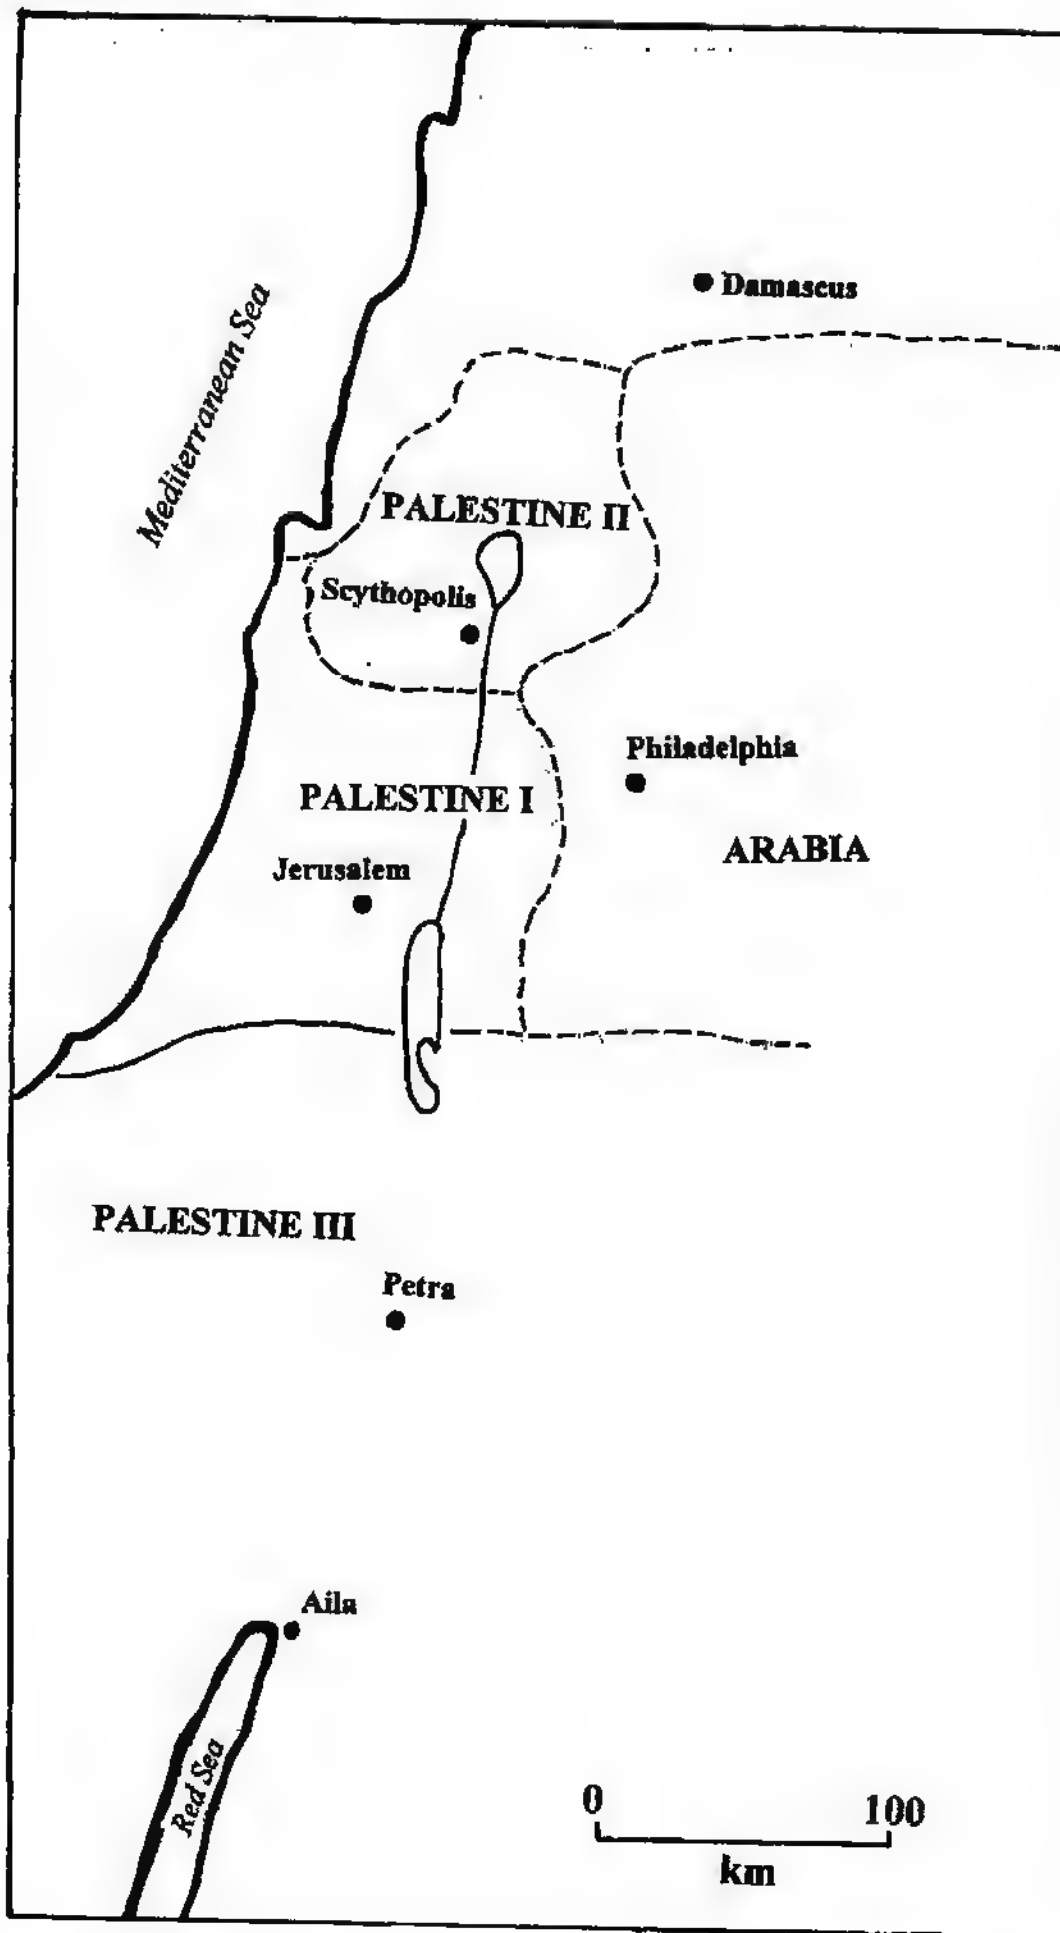 Damascus
Mediterranean Sea
PALESTINE II
Scythopolis
Philadelphia
PALESTINE I
ARABIA
Jerusalem
PALESTINE III
Petra
Aila
Red Sea
0 100
km